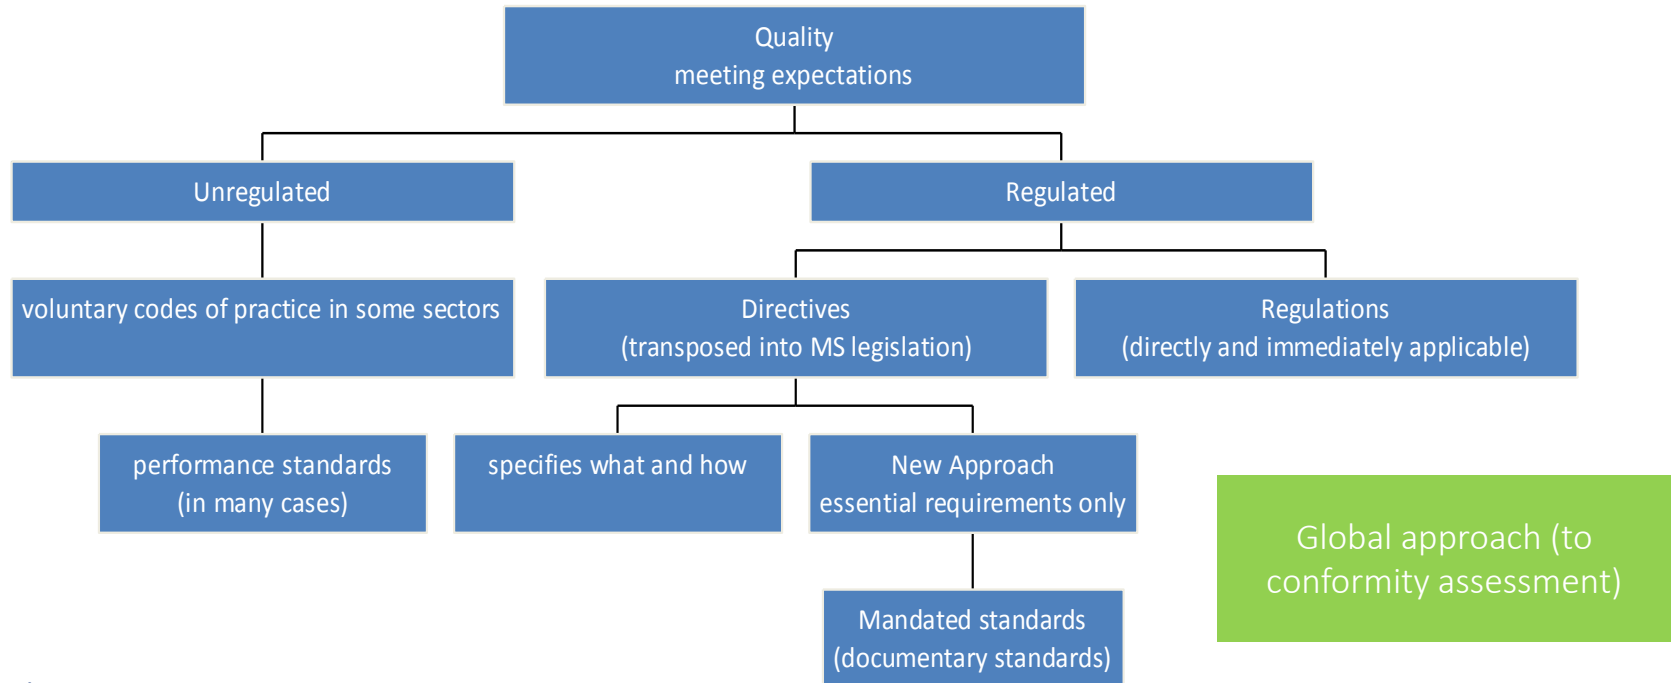 Quality
meeting expectations
Unregulated
Regulated
voluntary codes of practice in some sectors
Directives
(transposed into MS legislation)
Regulations
(directly and immediately applicable)
performance standards
(in many cases)
specifies what and how
New Approach
essential requirements only
Global approach (to
conformity assessment)
Mandated standards
(documentary standards)